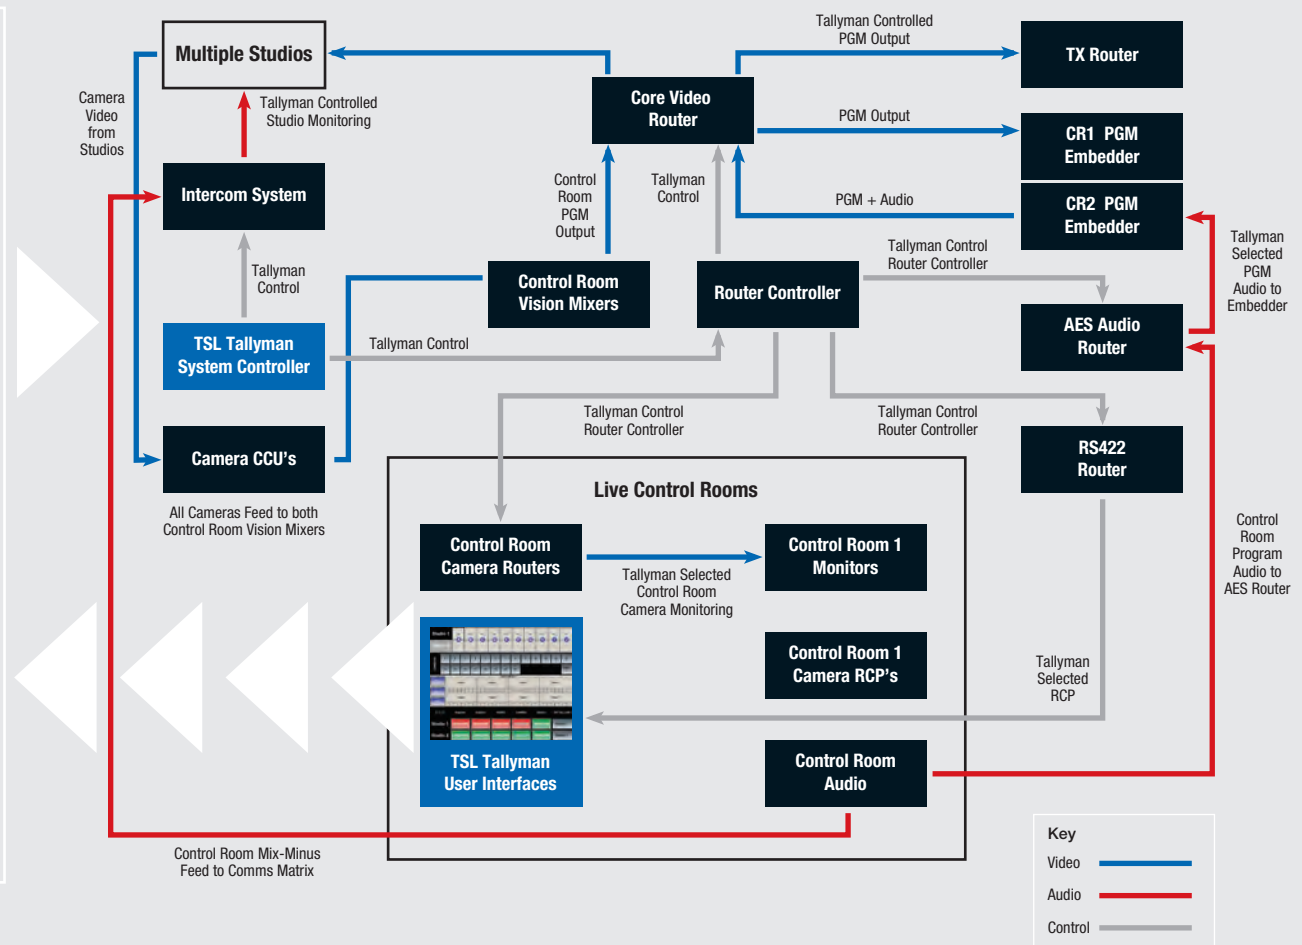 Tallyman Controlled
PGM Output
Multiple Studios
TX Router
Core Video
Router
Camera
Video
from
Studios
Tallyman Controlled
Studio Monitoring
PGM Output
CR1 PGM
Embedder
Intercom System
Control
Room
PGM
Output
Tallyman
Control
PGM + Audio
CR2 PGM
Embedder
Tallyman
Selected
PGM
Audio to
Embedder
Tallyman
Control
Control Room
Vision Mixers
Router Controller
Tallyman Control
Router Controller
TSL Tallyman
System Controller
Tallyman Control
AES Audio
Router
Tallyman Control
Router Controller
Tallyman Control
Router Controller
Camera CCU's
RS422
Router
All Cameras Feed to both
Control Room Vision Mixers
Live Control Rooms
Control Room
Camera Routers
Tallyman Selected
Control Room
Camera Monitoring
Control Room 1
Monitors
Control
Room
Program
Audio to
AES Router
Control Room 1
Camera RCP's
Tallyman
Selected
RCP
Studio 1
TSL Tallyman
User Interfaces
Control Room
Audio
Control Room Mix-Minus
Feed to Comms Matrix
Key
Video
Audio
Control